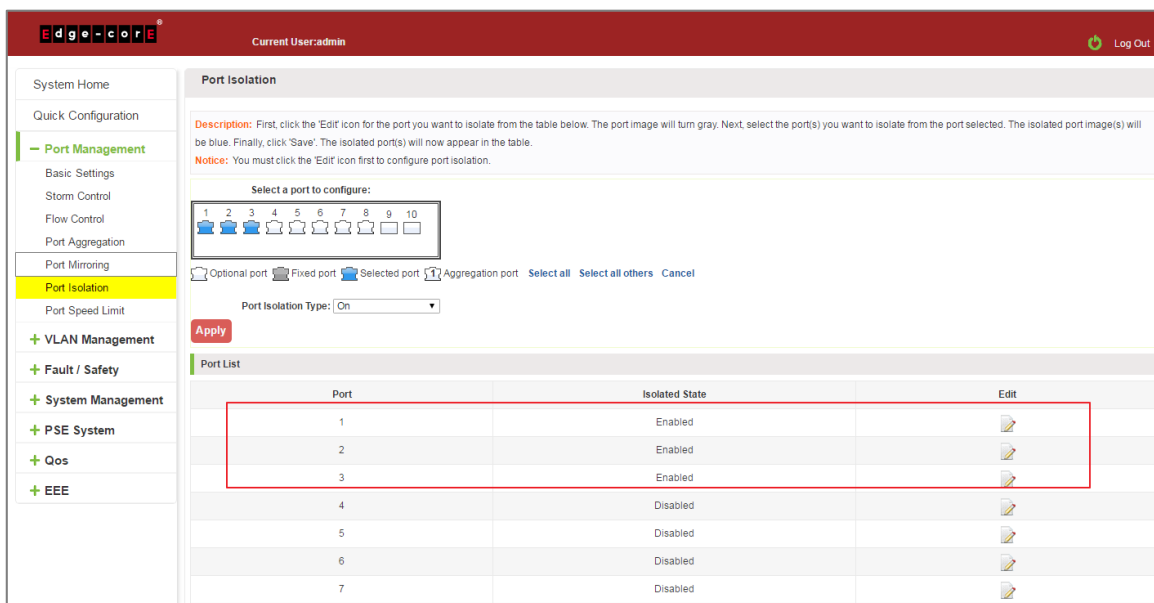 Edge-corE®
Current User:admin
Log Out
System Home
Quick Configuration
− Port Management
Basic Settings
Storm Control
Flow Control
Port Aggregation
Port Mirroring
Port Isolation
Port Speed Limit
+ VLAN Management
+ Fault / Safety
+ System Management
+ PSE System
+ Qos
+ EEE
Port Isolation
Description: First, click the 'Edit' icon for the port you want to isolate from the table below. The port image will turn gray. Next, select the port(s) you want to isolate from the port selected. The isolated port image(s) will
be blue. Finally, click 'Save'. The isolated port(s) will now appear in the table.
Notice: You must click the 'Edit' icon first to configure port isolation.
Select a port to configure:
1 2 3 4 5 6 7 8 9 10
Optional port Fixed port Selected port 1 Aggregation port Select all Select all others Cancel
Port Isolation Type: On
Apply
Port List
Port Isolated State Edit
1 Enabled
2 Enabled
3 Enabled
4 Disabled
5 Disabled
6 Disabled
7 Disabled